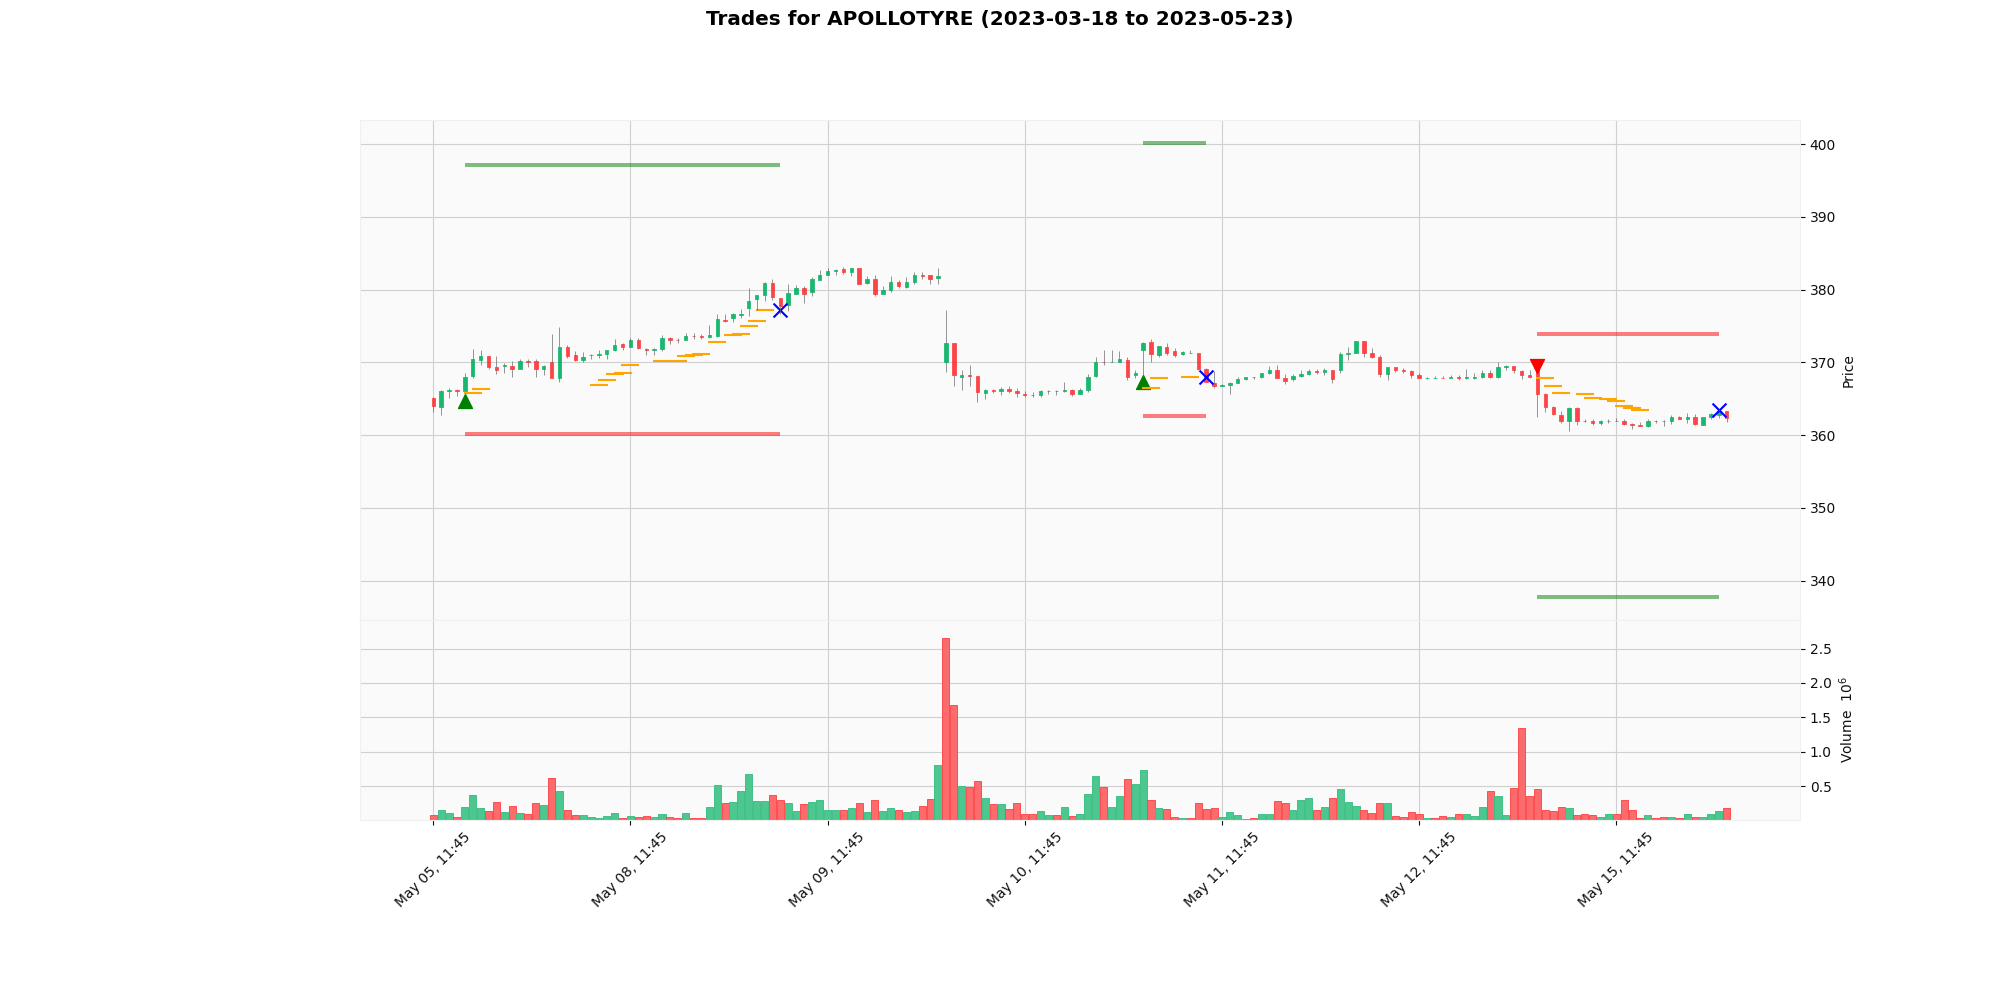 Trades for APOLLOTYRE (2023-03-18 to 2023-05-23)
400
390
380
370
360
350
340
Price
2.5
2.0
1.5
1.0
0.5
Volume 10⁶
May 05, 11:45
May 08, 11:45
May 09, 11:45
May 10, 11:45
May 11, 11:45
May 12, 11:45
May 15, 11:45